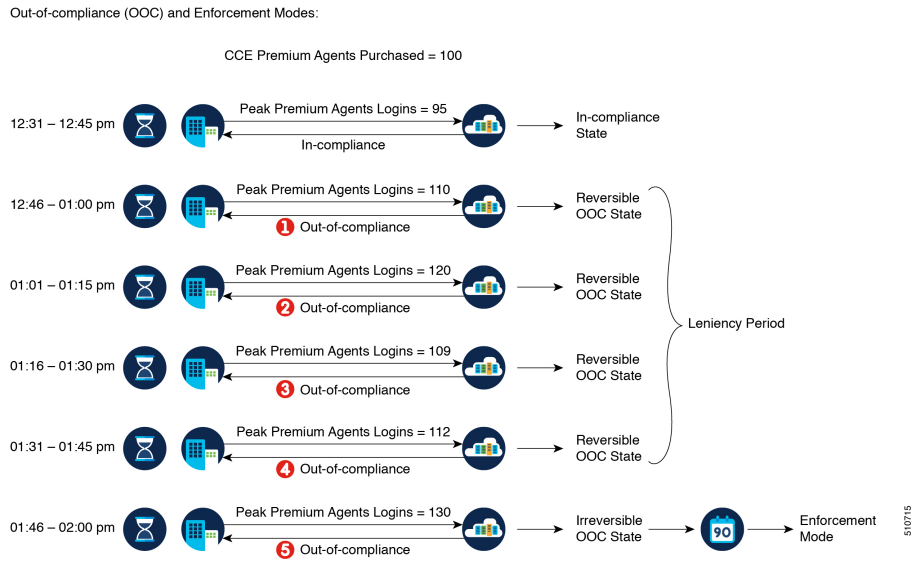 Out-of-compliance (OOC) and Enforcement Modes:
CCE Premium Agents Purchased = 100
12:31 – 12:45 pm
Peak Premium Agents Logins = 95
In-compliance
In-compliance
State
12:46 – 01:00 pm
Peak Premium Agents Logins = 110
1 Out-of-compliance
Reversible
OOC State
01:01 – 01:15 pm
Peak Premium Agents Logins = 120
2 Out-of-compliance
Reversible
OOC State
Leniency Period
01:16 – 01:30 pm
Peak Premium Agents Logins = 109
3 Out-of-compliance
Reversible
OOC State
01:31 – 01:45 pm
Peak Premium Agents Logins = 112
4 Out-of-compliance
Reversible
OOC State
01:46 – 02:00 pm
Peak Premium Agents Logins = 130
5 Out-of-compliance
Irreversible
OOC State
90
Enforcement
Mode
510715